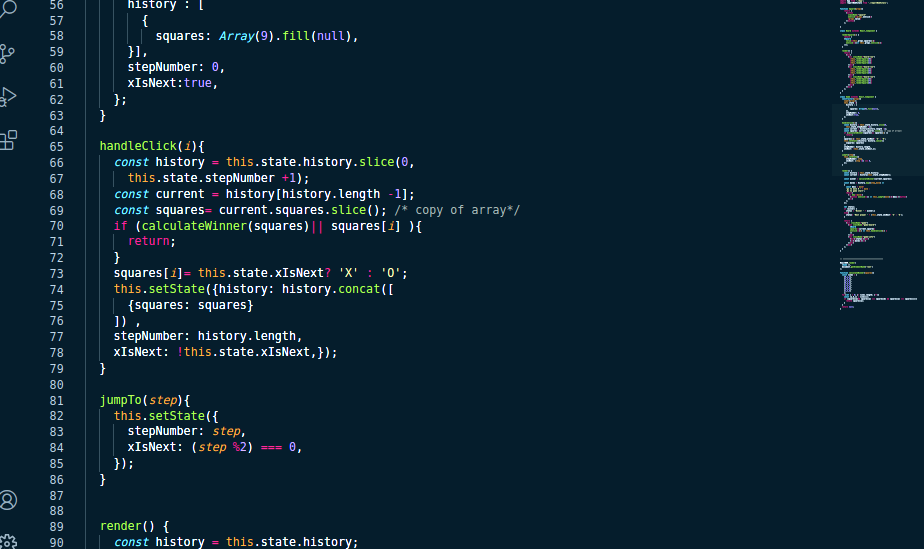 56 history : [
57 {
58 squares: Array(9).fill(null),
59 }],
60 stepNumber: 0,
61 xIsNext:true,
62 };
63 }
64
65 handleClick(i){
66 const history = this.state.history.slice(0,
67 this.state.stepNumber +1);
68 const current = history[history.length -1];
69 const squares= current.squares.slice(); /* copy of array*/
70 if (calculateWinner(squares)|| squares[i] ){
71 return;
72 }
73 squares[i]= this.state.xIsNext? 'X' : 'O';
74 this.setState({history: history.concat([
75 {squares: squares}
76 ]) ,
77 stepNumber: history.length,
78 xIsNext: !this.state.xIsNext,});
79 }
80
81 jumpTo(step){
82 this.setState({
83 stepNumber: step,
84 xIsNext: (step %2) === 0,
85 });
86 }
87
88
89 render() {
90 const history = this.state.history;